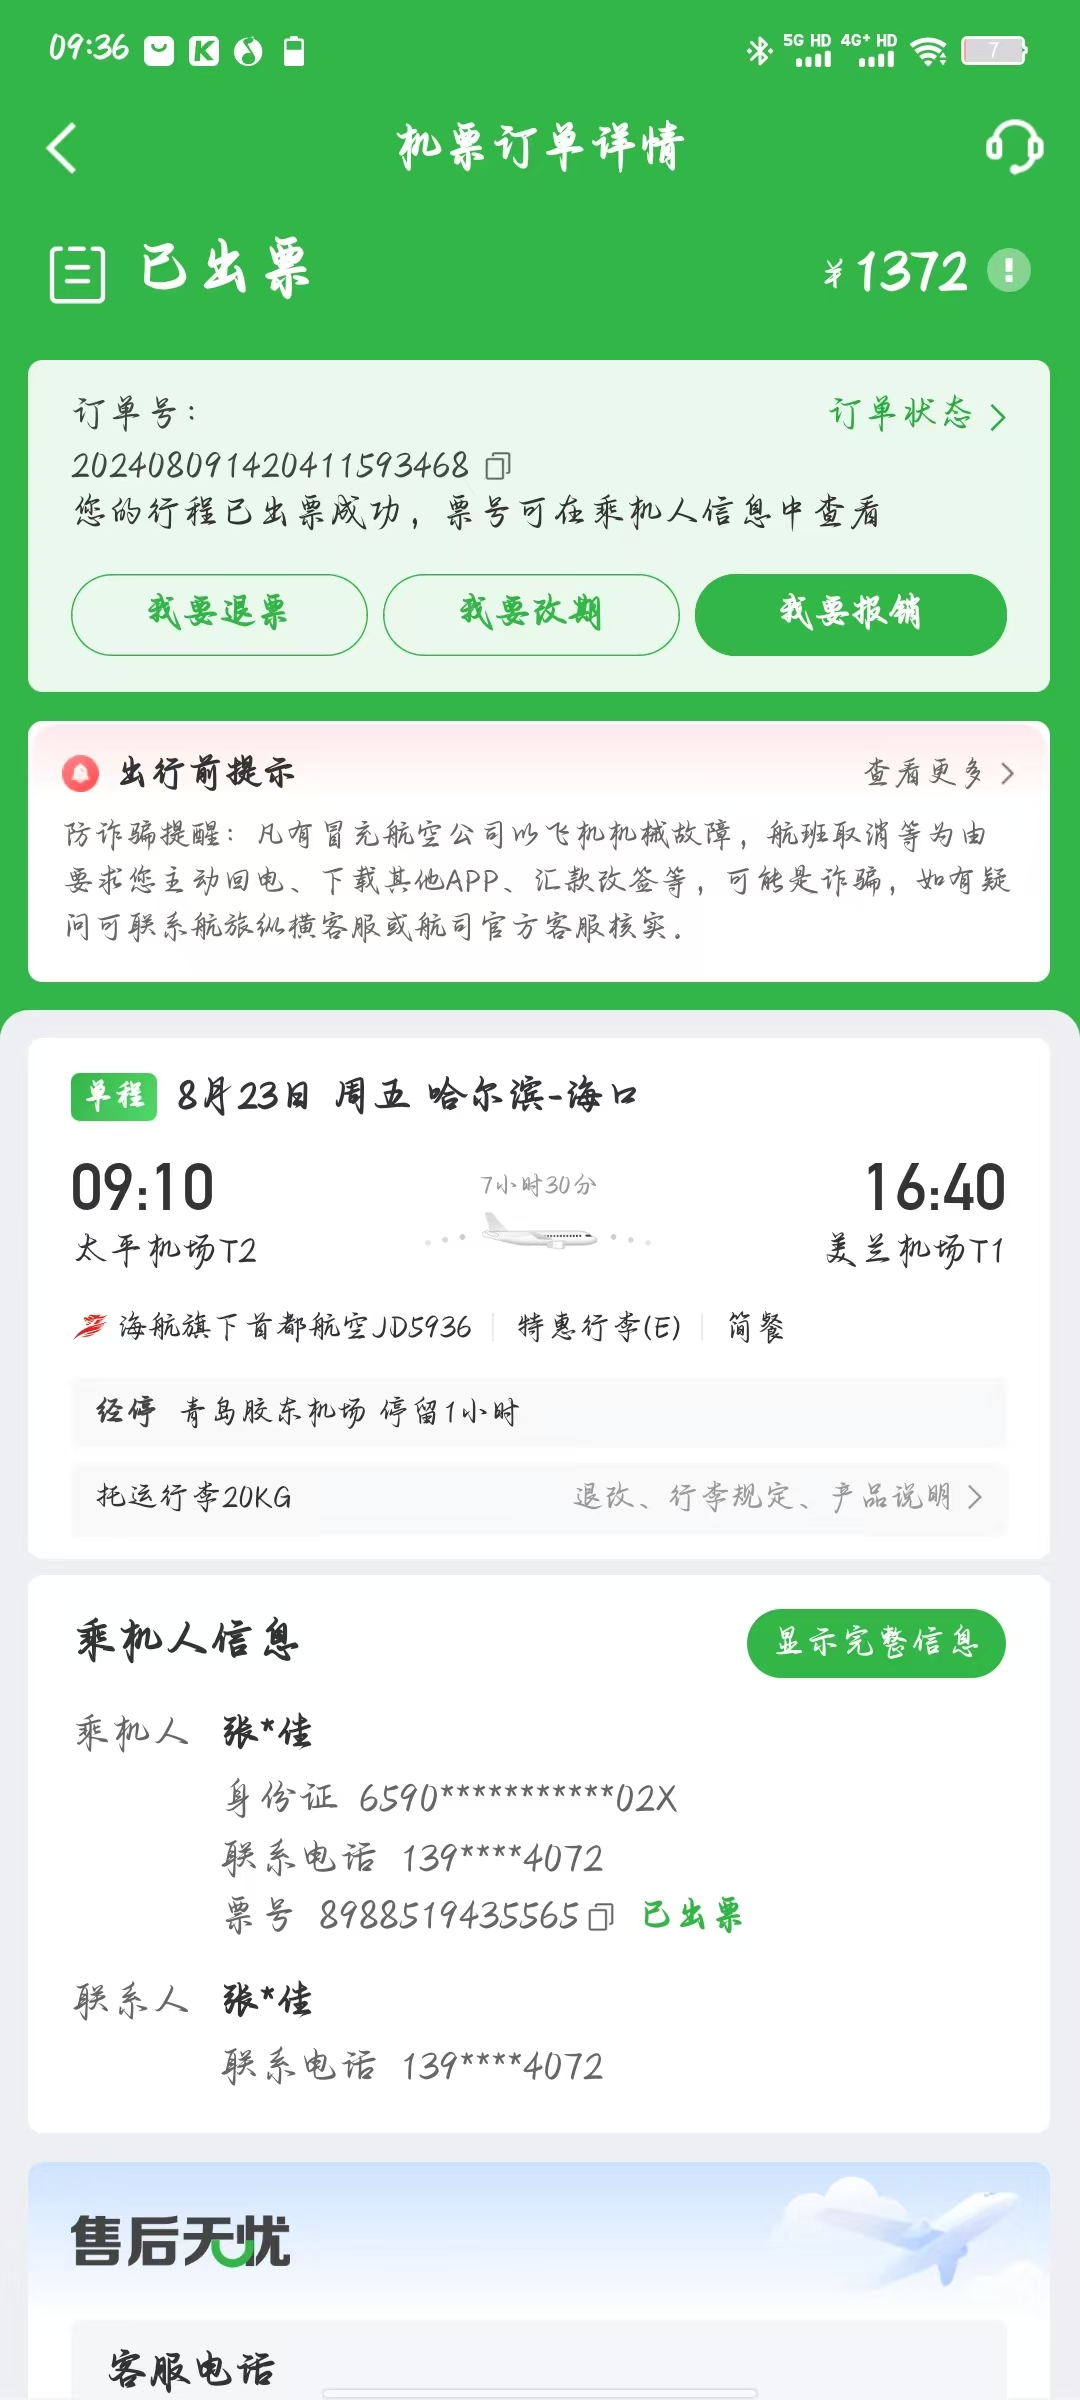 09:36
5G HD 4G+ HD 7
机票订单详情
已出票
¥1372
订单号：
订单状态
202408091420411593468
您的行程已出票成功，票号可在乘机人信息中查看
我要退票 我要改期 我要报销
出行前提示
查看更多
防诈骗提醒：凡有冒充航空公司以飞机机械故障，航班取消等为由
要求您主动回电、下载其他APP、汇款改签等，可能是诈骗，如有疑
问可联系航旅纵横客服或航司官方客服核实.
单程 8月23日 周五 哈尔滨-海口
09:10
7小时30分
16:40
太平机场T2
美兰机场T1
海航旗下首都航空JD5936 特惠行李(E) 简餐
经停 青岛胶东机场 停留1小时
托运行李20KG 退改、行李规定、产品说明
乘机人信息
显示完整信息
乘机人 张*佳
身份证 6590***********02X
联系电话 139****4072
票号 8988519435565 已出票
联系人 张*佳
联系电话 139****4072
售后无忧
客服电话